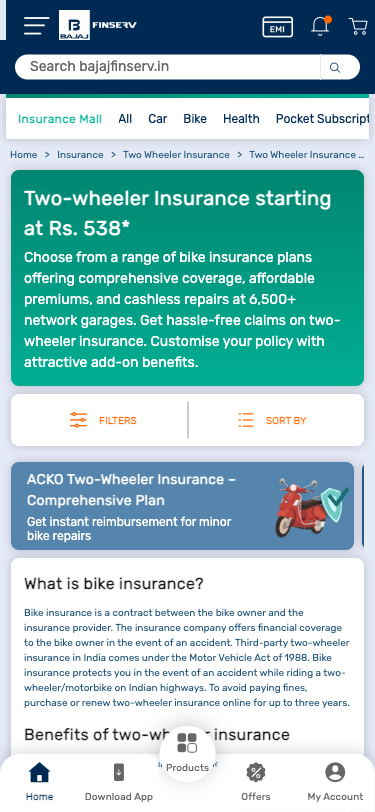 BAJAJ
FINSERV
EMI
Search bajajfinserv.in
Insurance Mall All Car Bike Health Pocket Subscript
Home > Insurance > Two Wheeler Insurance > Two Wheeler Insurance ...
Two-wheeler Insurance starting
at Rs. 538*
Choose from a range of bike insurance plans
offering comprehensive coverage, affordable
premiums, and cashless repairs at 6,500+
network garages. Get hassle-free claims on two-
wheeler insurance. Customise your policy with
attractive add-on benefits.
FILTERS
SORT BY
ACKO Two-Wheeler Insurance –
Comprehensive Plan
Get instant reimbursement for minor
bike repairs
What is bike insurance?
Bike insurance is a contract between the bike owner and the
insurance provider. The insurance company offers financial coverage
to the bike owner in the event of an accident. Third-party two-wheeler
insurance in India comes under the Motor Vehicle Act of 1988. Bike
insurance protects you in the event of an accident while riding a two-
wheeler/motorbike on Indian highways. To avoid paying fines,
purchase or renew two-wheeler insurance online for up to three years.
Benefits of two-wh er insurance
Home Download App Products Offers My Account